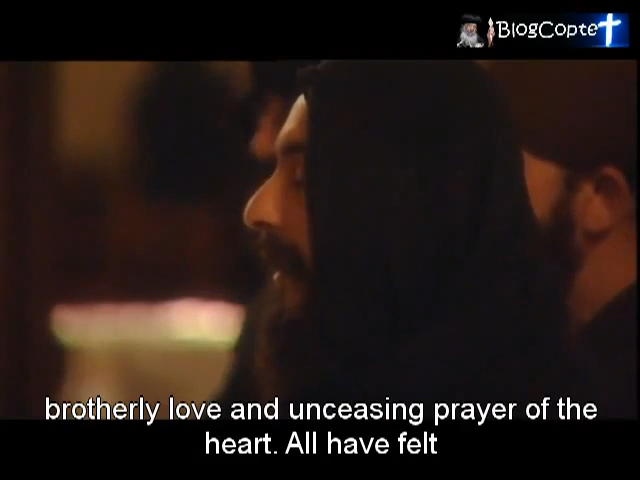 BlogCopte
brotherly love and unceasing prayer of the
heart. All have felt